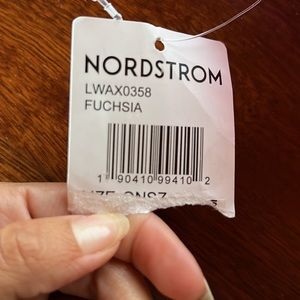 NORDSTROM
LWAX0358
FUCHSIA
1 90410 99410 2